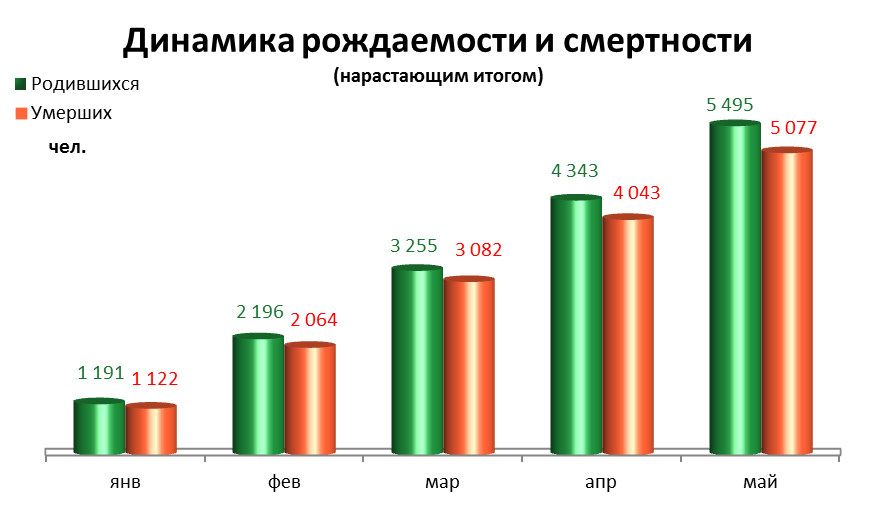 Динамика рождаемости и смертности
(нарастающим итогом)
Родившихся
Умерших
чел.
1 191
1 122
2 196
2 064
3 255
3 082
4 343
4 043
5 495
5 077
янв
фев
мар
апр
май